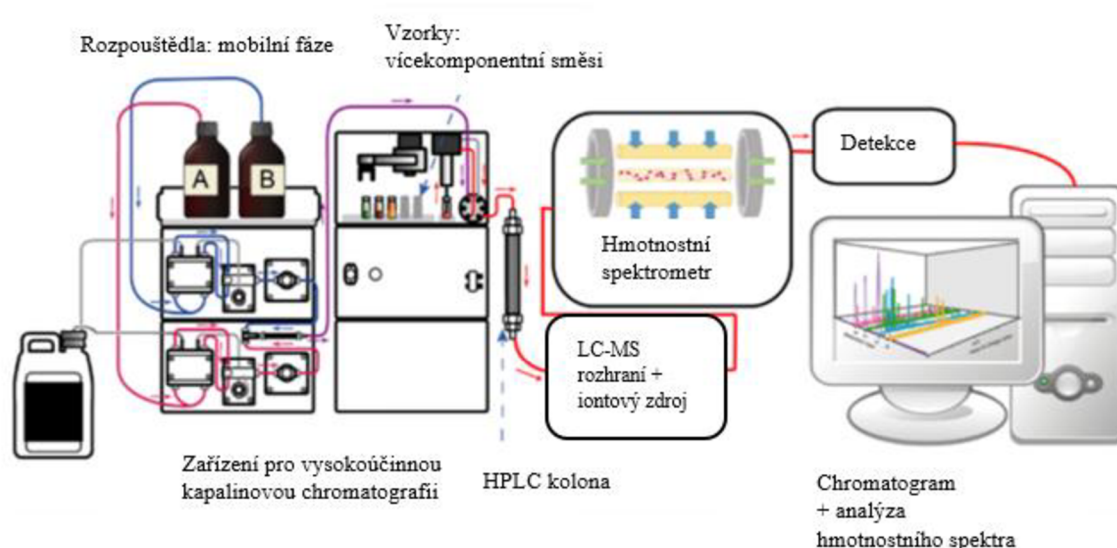 Rozpouštědla: mobilní fáze
Vzorky:
vícekomponentní směsi
A
B
Hmotnostní
spektrometr
Detekce
LC-MS
rozhraní +
iontový zdroj
Zařízení pro vysokoúčinnou
kapalinovou chromatografii
HPLC kolona
Chromatogram
+ analýza
hmotnostního spektra